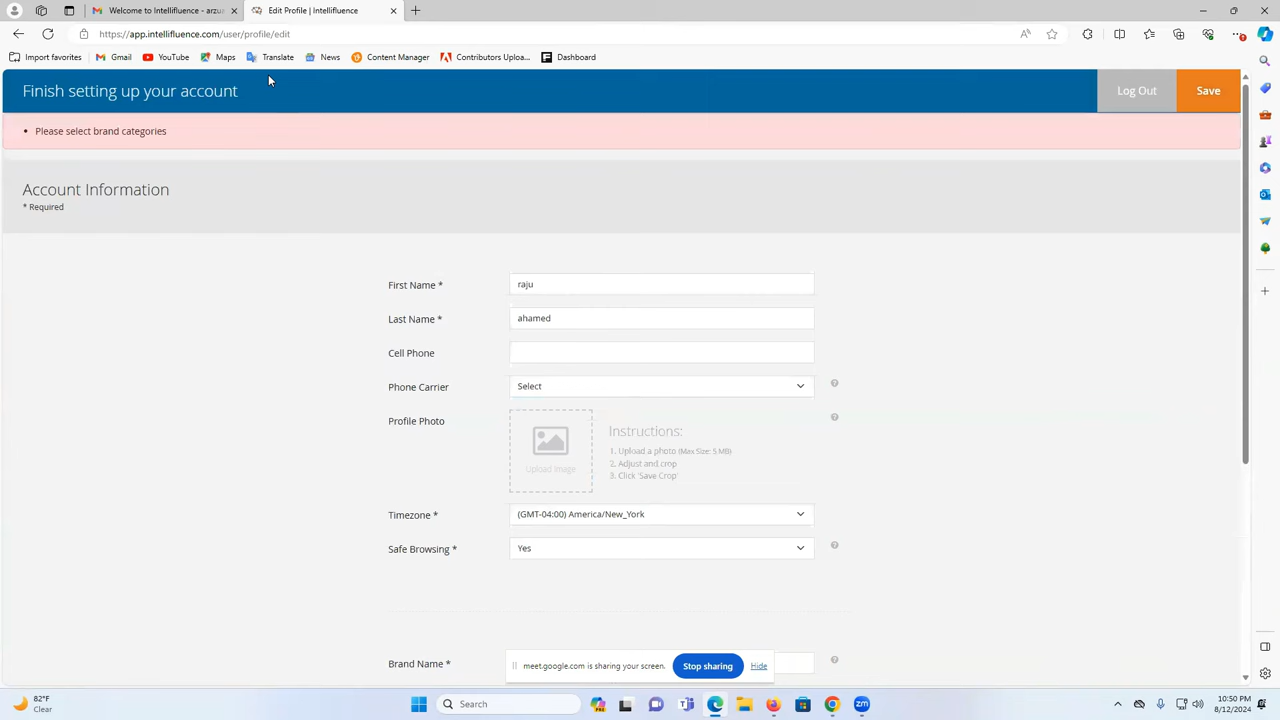 Welcome to Intellifluence - arzua
Edit Profile | Intellifluence
https://app.intellifluence.com/user/profile/edit
Import favorites
Gmail
YouTube
Maps
Translate
News
Content Manager
Contributors Uploa...
Dashboard
Finish setting up your account
Log Out
Save
Please select brand categories
Account Information
* Required
First Name *
raju
Last Name *
ahamed
Cell Phone
Phone Carrier
Select
Profile Photo
Upload Image
Instructions:
1. Upload a photo (Max Size: 5 MB)
2. Adjust and crop
3. Click 'Save Crop'
Timezone *
(GMT-04:00) America/New_York
Safe Browsing *
Yes
Brand Name *
meet.google.com is sharing your screen.
Stop sharing
Hide
82°F
Clear
Search
10:50 PM
8/12/2024